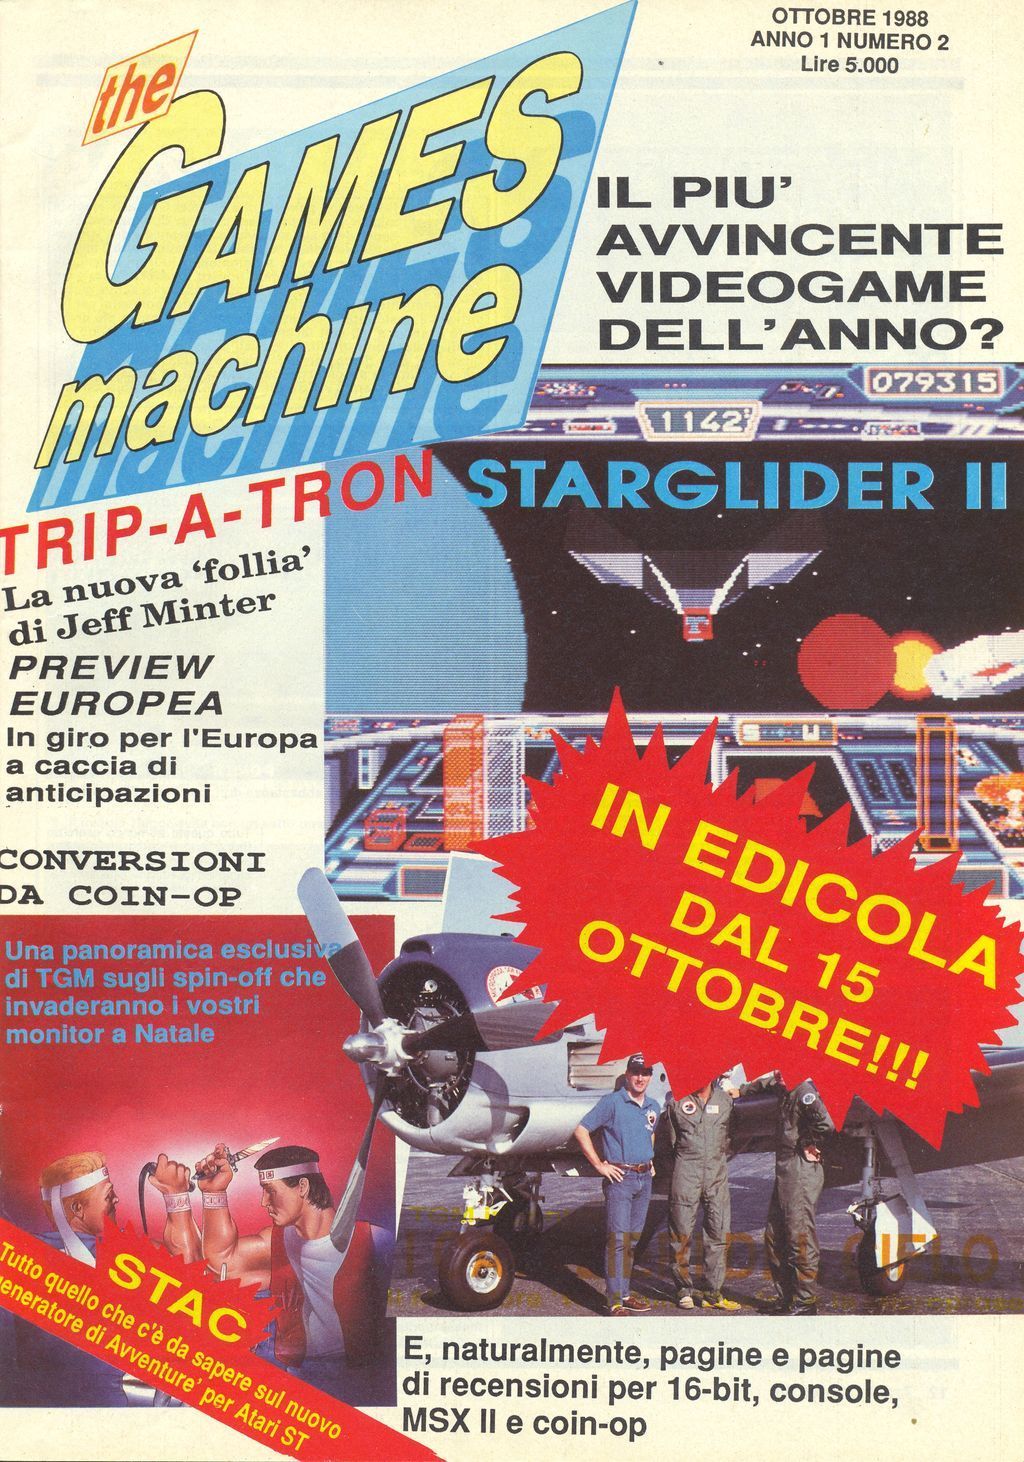 OTTOBRE 1988
ANNO 1 NUMERO 2
Lire 5.000
the
GAMES
machine
IL PIU'
AVVINCENTE
VIDEOGAME
DELL'ANNO?
079315
1142
STARGLIDER II
TRIP-A-TRON
La nuova 'follia'
di Jeff Minter
PREVIEW
EUROPEA
In giro per l'Europa
a caccia di
anticipazioni
CONVERSIONI
DA COIN-OP
Una panoramica esclusiva
di TGM sugli spin-off che
invaderanno i vostri
monitor a Natale
IN EDICOLA
DAL 15
OTTOBRE!!!
STAC
Tutto quello che c'è da sapere sul nuovo
generatore di Avventure' per Atari ST
E, naturalmente, pagine e pagine
di recensioni per 16-bit, console,
MSX II e coin-op